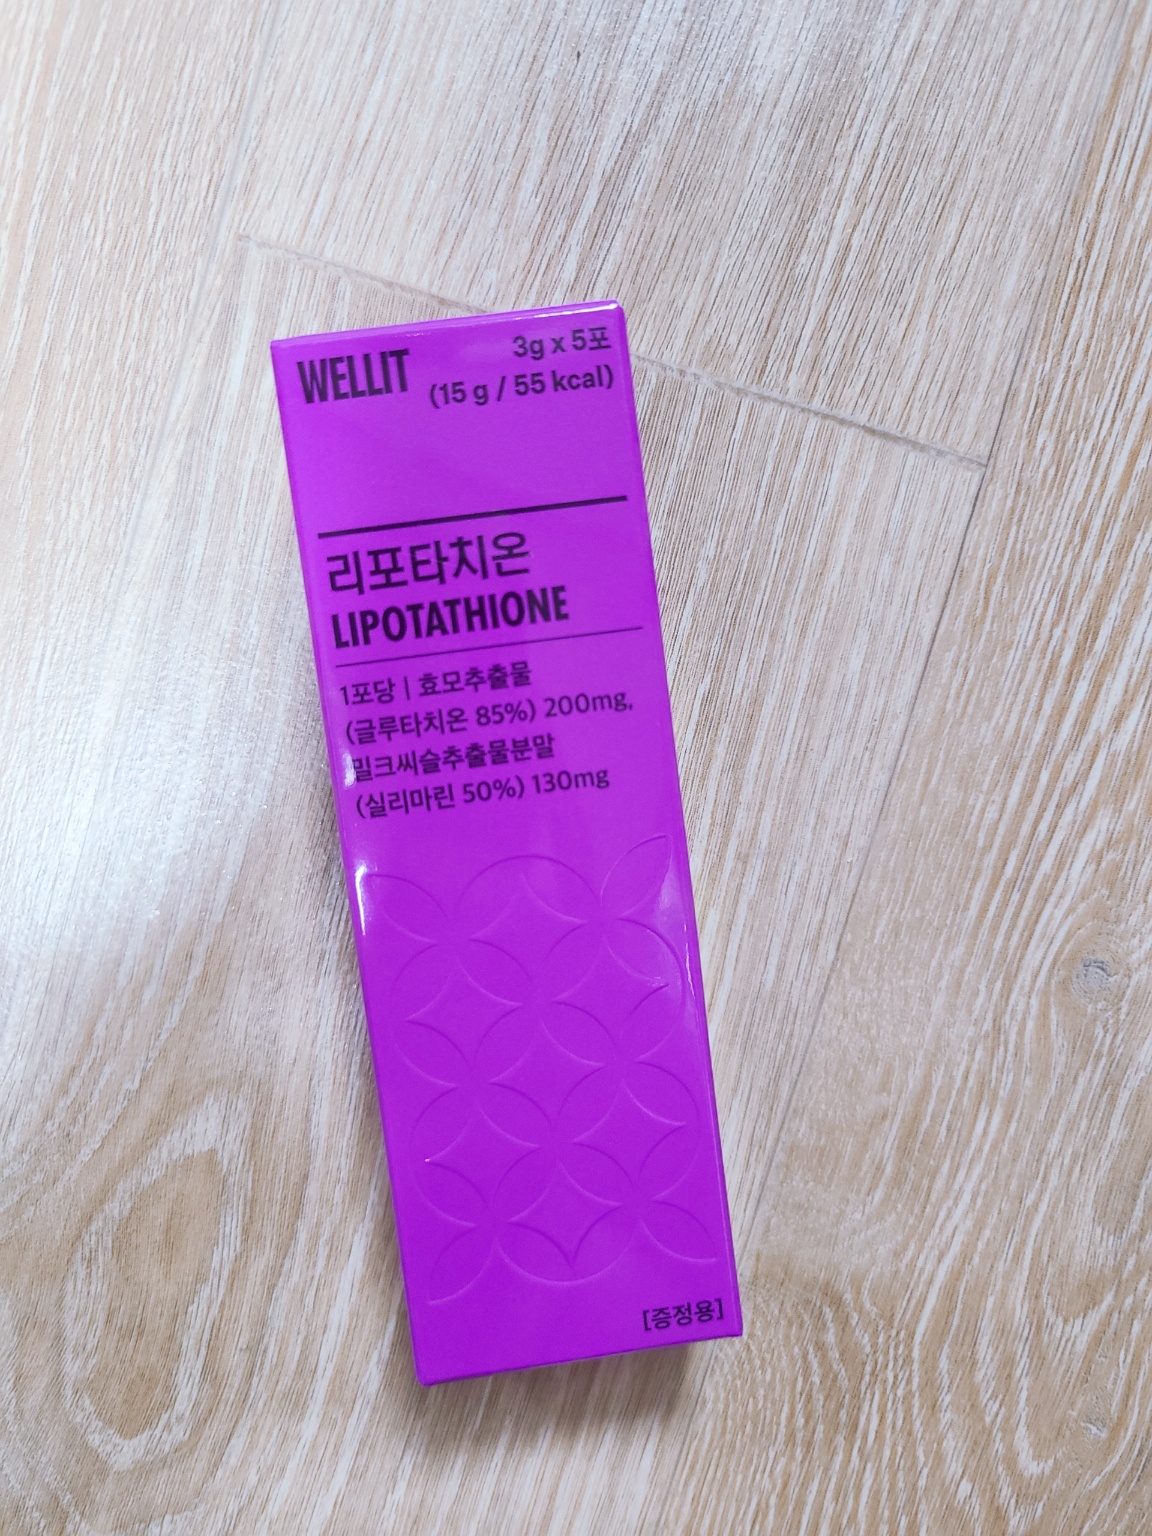 WELLIT
3g x 5포
(15 g / 55 kcal)
리포타치온
LIPOTATHIONE
1포당 | 효모추출물
(글루타치온 85%) 200mg,
밀크씨슬추출물분말
(실리마린 50%) 130mg
[증정용]